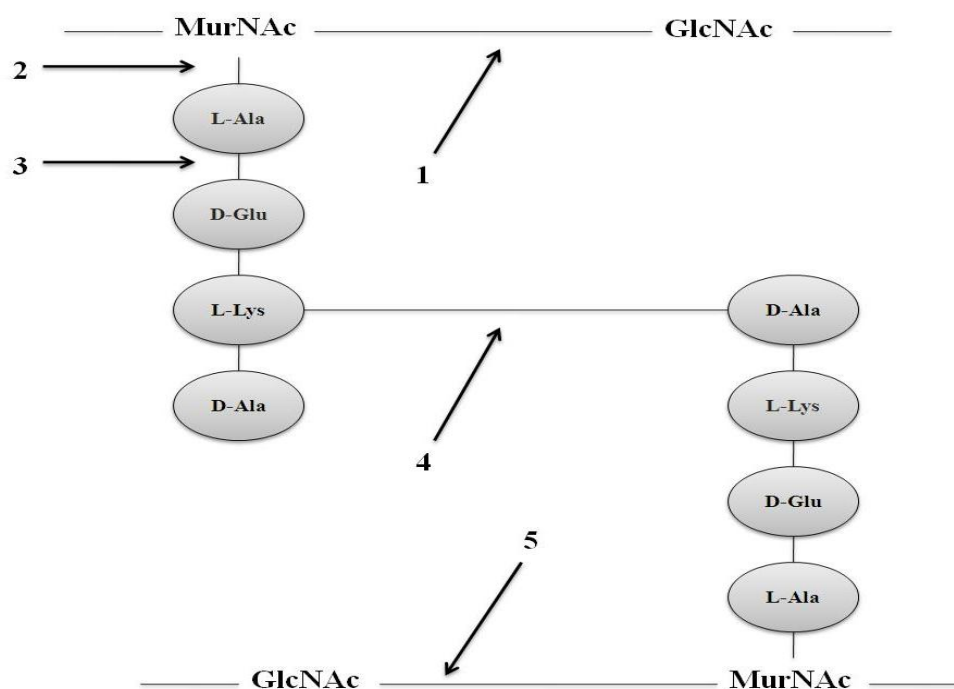 MurNAc GlcNAc
2
L-Ala
3
1
D-Glu
L-Lys D-Ala
D-Ala L-Lys
4
D-Glu
5
L-Ala
GlcNAc MurNAc